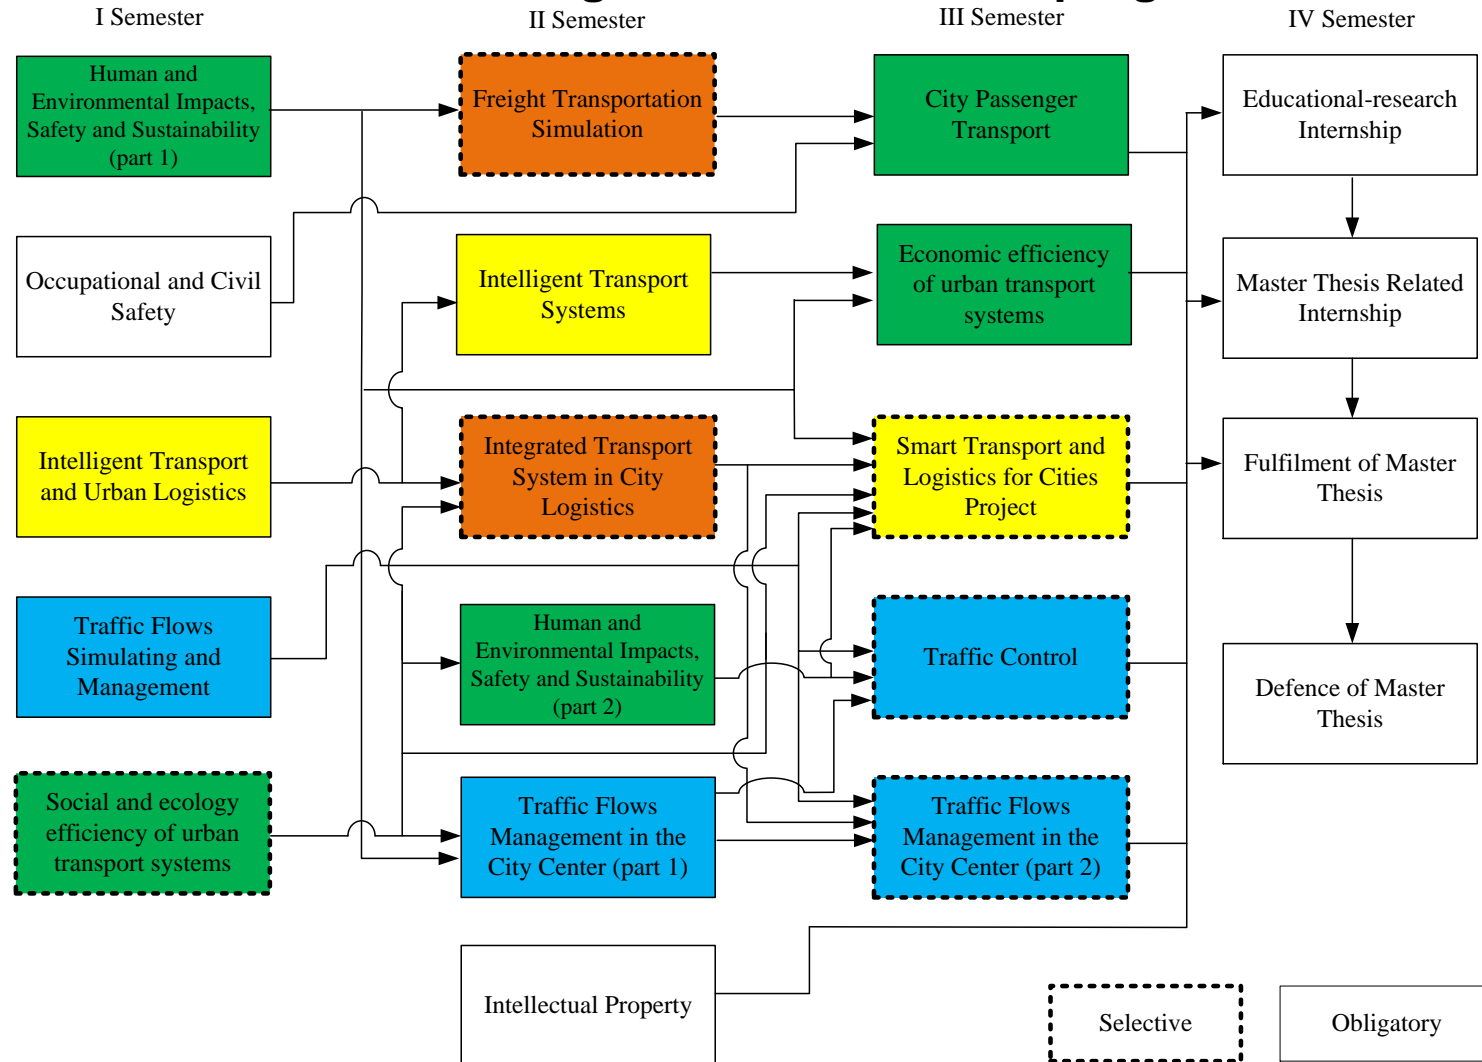 I Semester
II Semester
III Semester
IV Semester
Human and
Environmental Impacts,
Safety and Sustainability
(part 1)
Freight Transportation
Simulation
City Passenger
Transport
Educational-research
Internship
Occupational and Civil
Safety
Intelligent Transport
Systems
Economic efficiency
of urban transport
systems
Master Thesis Related
Internship
Intelligent Transport
and Urban Logistics
Integrated Transport
System in City
Logistics
Smart Transport and
Logistics for Cities
Project
Fulfilment of Master
Thesis
Traffic Flows
Simulating and
Management
Human and
Environmental Impacts,
Safety and Sustainability
(part 2)
Traffic Control
Defence of Master
Thesis
Social and ecology
efficiency of urban
transport systems
Traffic Flows
Management in the
City Center (part 1)
Traffic Flows
Management in the
City Center (part 2)
Intellectual Property
Selective
Obligatory